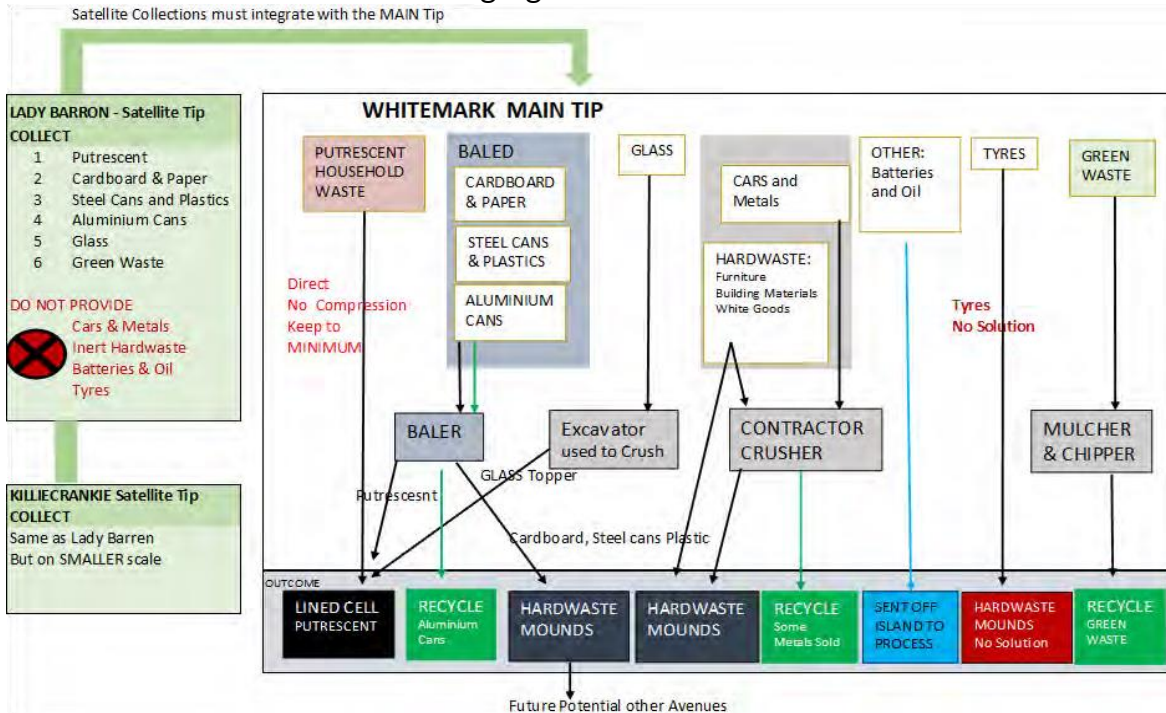 Satellite Collections must integrate with the MAIN Tip
LADY BARRON - Satellite Tip
COLLECT
1 Putrescent
2 Cardboard & Paper
3 Steel Cans and Plastics
4 Aluminium Cans
5 Glass
6 Green Waste
DO NOT PROVIDE
Cars & Metals
Inert Hardwaste
Batteries & Oil
Tyres
KILLIECRANKIE Satellite Tip
COLLECT
Same as Lady Barren
But on SMALLER scale
WHITEMARK MAIN TIP
PUTRESCENT
HOUSEHOLD
WASTE
BALED
CARDBOARD
& PAPER
STEEL CANS
& PLASTICS
ALUMINIUM
CANS
GLASS
CARS and
Metals
HARDWASTE:
Furniture
Building Materials
White Goods
OTHER:
Batteries
and Oil
TYRES
GREEN
WASTE
Direct
No Compression
Keep to
MINIMUM
Tyres
No Solution
BALER
Excavator
used to Crush
CONTRACTOR
CRUSHER
MULCHER
& CHIPPER
GLASS Topper
Putrescesnt
Cardboard, Steel cans Plastic
OUTCOME
LINED CELL
PUTRESCENT
RECYCLE
Aluminium
Cans
HARDWASTE
MOUNDS
HARDWASTE
MOUNDS
RECYCLE
Some
Metals Sold
SENT OFF
ISLAND TO
PROCESS
HARDWASTE
MOUNDS
No Solution
RECYCLE
GREEN
WASTE
Future Potential other Avenues